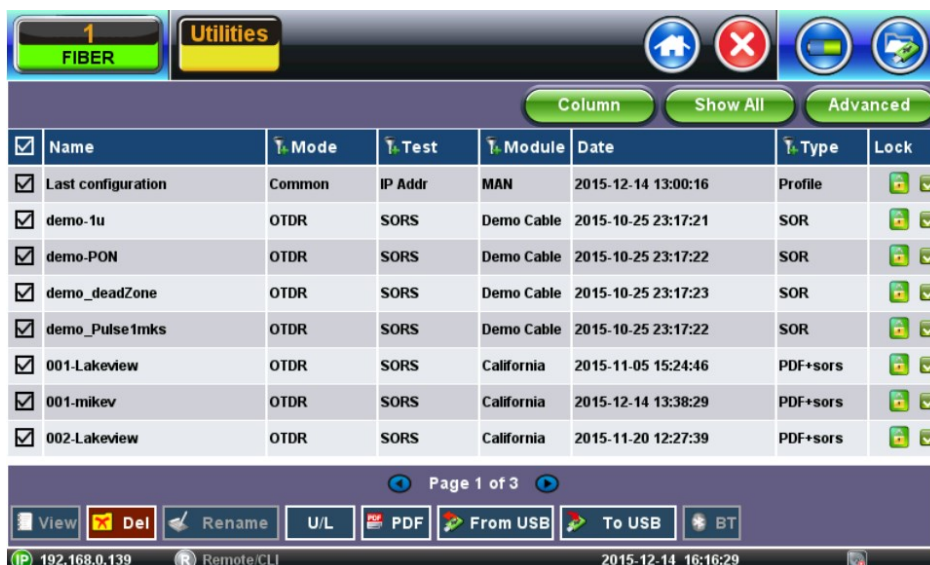 1
FIBER
Utilities
Column Show All Advanced
Name Mode Test Module Date Type Lock
Last configuration Common IP Addr MAN 2015-12-14 13:00:16 Profile
demo-1u OTDR SORS Demo Cable 2015-10-25 23:17:21 SOR
demo-PON OTDR SORS Demo Cable 2015-10-25 23:17:22 SOR
demo_deadZone OTDR SORS Demo Cable 2015-10-25 23:17:23 SOR
demo_Pulse1mks OTDR SORS Demo Cable 2015-10-25 23:17:22 SOR
001-Lakeview OTDR SORS California 2015-11-05 15:24:46 PDF+sors
001-mikev OTDR SORS California 2015-12-14 13:38:29 PDF+sors
002-Lakeview OTDR SORS California 2015-11-20 12:27:39 PDF+sors
Page 1 of 3
View Del Rename U/L PDF PDF From USB To USB BT
IP 192.168.0.139 R Remote/CLI 2015-12-14 16:16:29